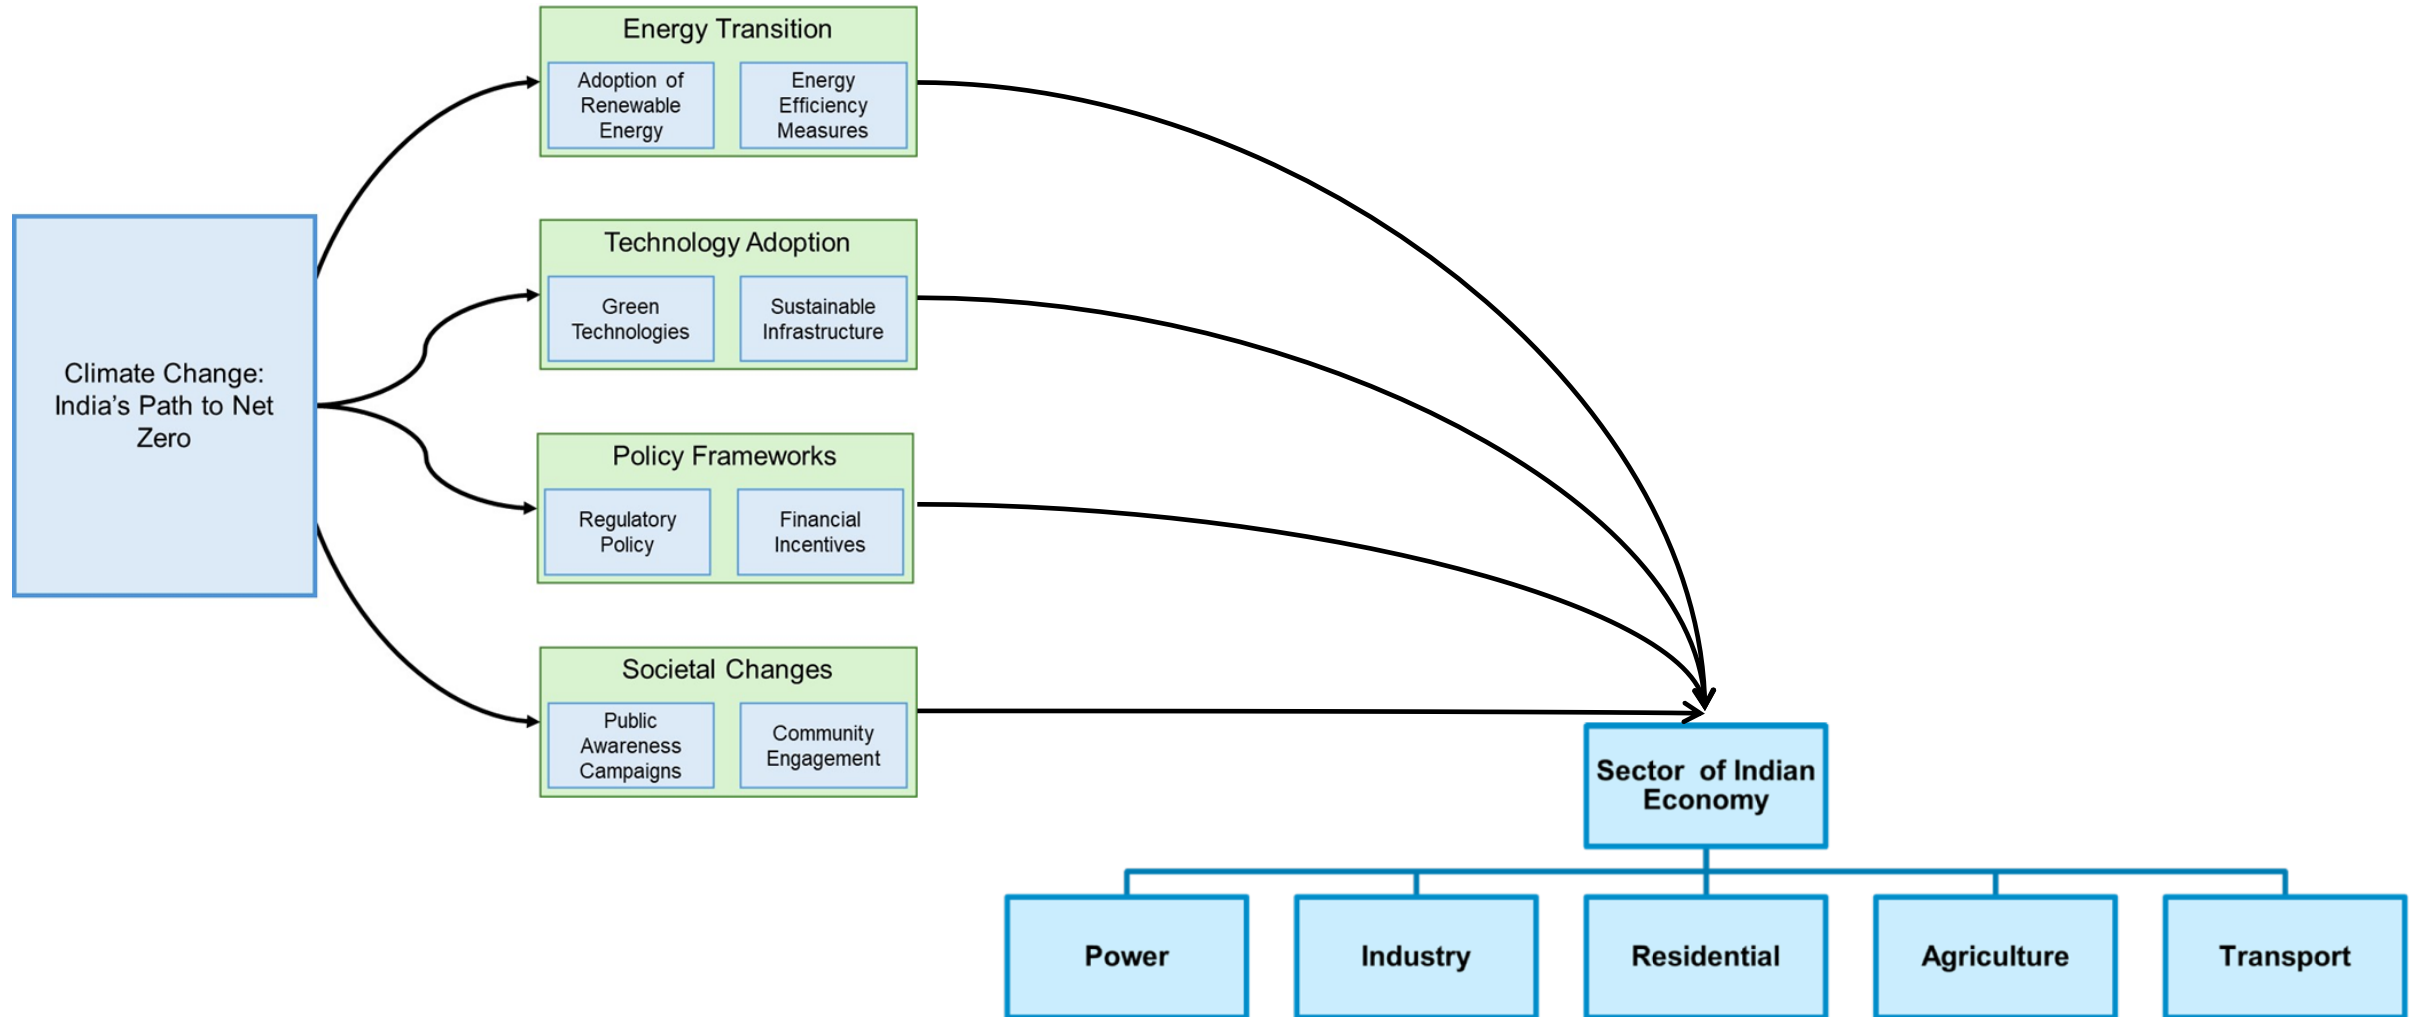 Energy Transition
Adoption of
Renewable
Energy
Energy
Efficiency
Measures
Technology Adoption
Green
Technologies
Sustainable
Infrastructure
Climate Change:
India’s Path to Net
Zero
Policy Frameworks
Regulatory
Policy
Financial
Incentives
Societal Changes
Public
Awareness
Campaigns
Community
Engagement
Sector of Indian
Economy
Power
Industry
Residential
Agriculture
Transport